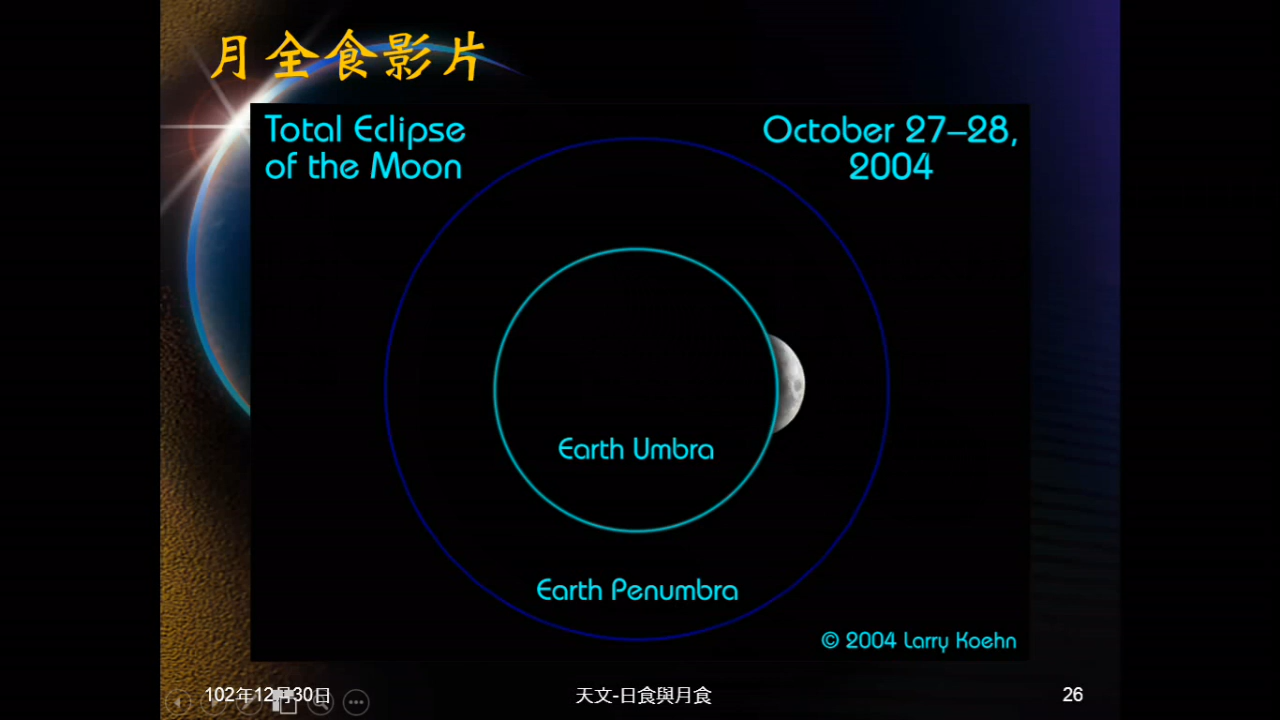 月全食影片
Total Eclipse
of the Moon
October 27–28,
2004
Earth Umbra
Earth Penumbra
© 2004 Larry Koehn
102年12月30日
天文-日食與月食
26